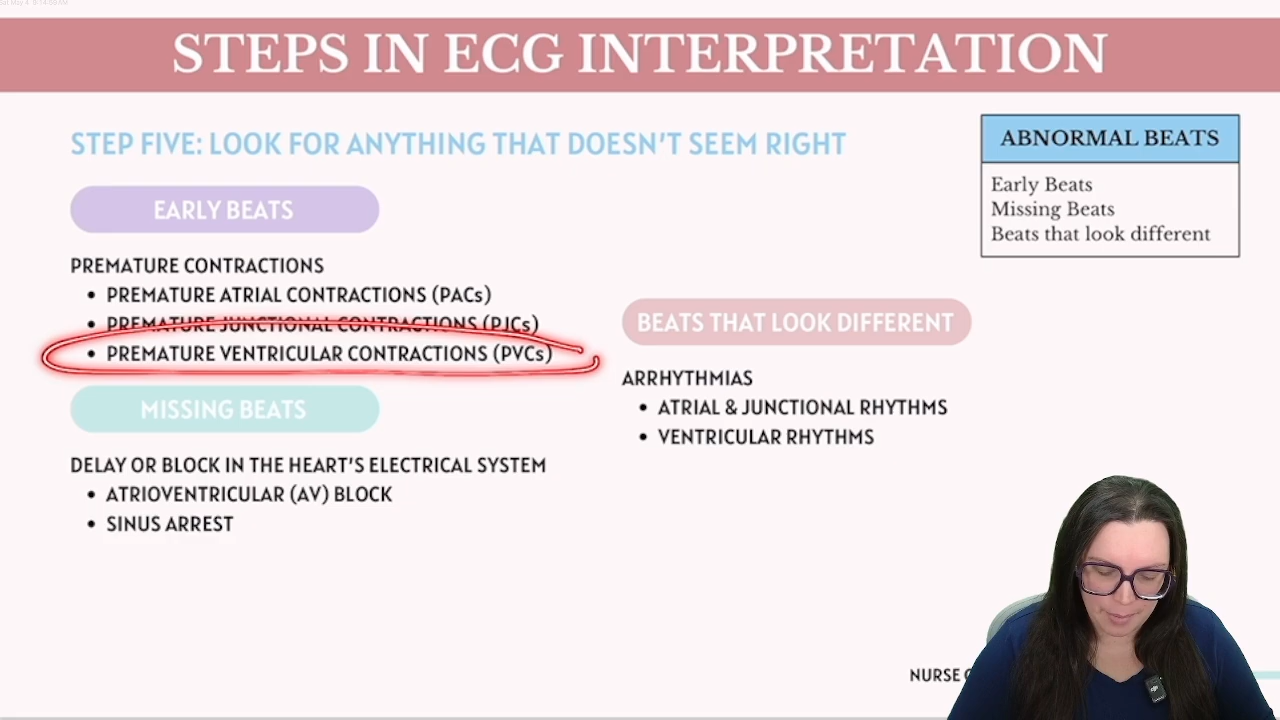 STEPS IN ECG INTERPRETATION
STEP FIVE: LOOK FOR ANYTHING THAT DOESN'T SEEM RIGHT
ABNORMAL BEATS
Early Beats
Missing Beats
Beats that look different
EARLY BEATS
PREMATURE CONTRACTIONS
• PREMATURE ATRIAL CONTRACTIONS (PACs)
• PREMATURE JUNCTIONAL CONTRACTIONS (PJCs)
• PREMATURE VENTRICULAR CONTRACTIONS (PVCs)
MISSING BEATS
DELAY OR BLOCK IN THE HEART'S ELECTRICAL SYSTEM
• ATRIOVENTRICULAR (AV) BLOCK
• SINUS ARREST
BEATS THAT LOOK DIFFERENT
ARRHYTHMIAS
• ATRIAL & JUNCTIONAL RHYTHMS
• VENTRICULAR RHYTHMS
NURSE